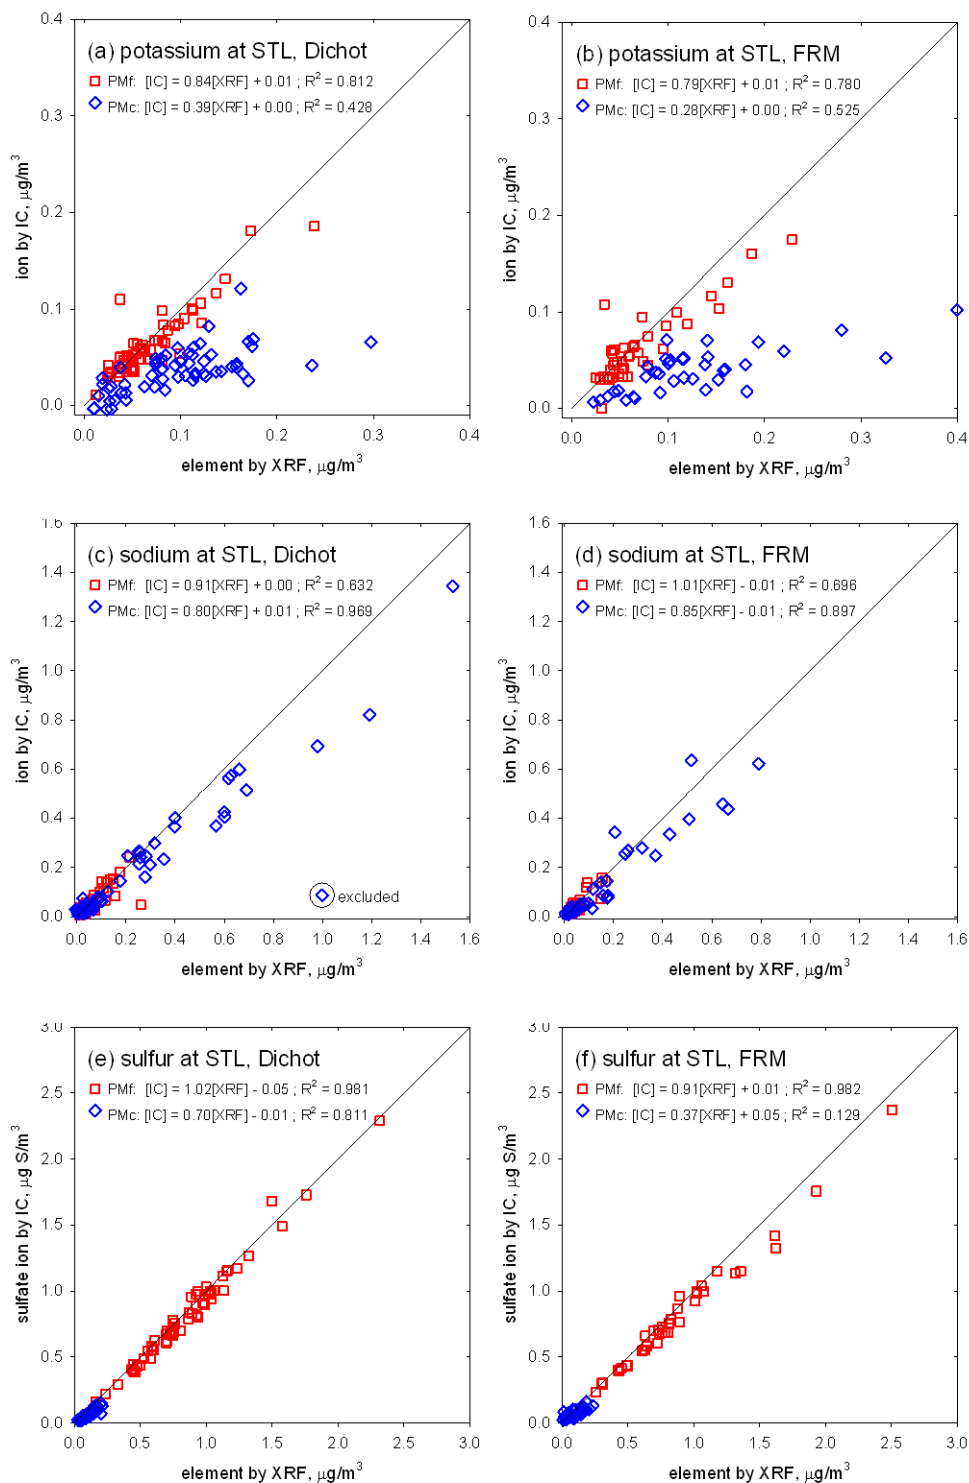 (a) potassium at STL, Dichot
PMf: [IC] = 0.84[XRF] + 0.01 ; R² = 0.812
PMc: [IC] = 0.39[XRF] + 0.00 ; R² = 0.428
0.4
0.3
0.2
0.1
0.0
ion by IC, μg/m³
0.0 0.1 0.2 0.3 0.4
element by XRF, μg/m³
(b) potassium at STL, FRM
PMf: [IC] = 0.79[XRF] + 0.01 ; R² = 0.780
PMc: [IC] = 0.28[XRF] + 0.00 ; R² = 0.525
0.4
0.3
0.2
0.1
0.0
ion by IC, μg/m³
0.0 0.1 0.2 0.3 0.4
element by XRF, μg/m³
(c) sodium at STL, Dichot
PMf: [IC] = 0.91[XRF] + 0.00 ; R² = 0.632
PMc: [IC] = 0.80[XRF] + 0.01 ; R² = 0.969
1.6
1.4
1.2
1.0
0.8
0.6
0.4
0.2
0.0
ion by IC, μg/m³
excluded
0.0 0.2 0.4 0.6 0.8 1.0 1.2 1.4 1.6
element by XRF, μg/m³
(d) sodium at STL, FRM
PMf: [IC] = 1.01[XRF] - 0.01 ; R² = 0.696
PMc: [IC] = 0.85[XRF] - 0.01 ; R² = 0.897
1.6
1.4
1.2
1.0
0.8
0.6
0.4
0.2
0.0
ion by IC, μg/m³
0.0 0.2 0.4 0.6 0.8 1.0 1.2 1.4 1.6
element by XRF, μg/m³
(e) sulfur at STL, Dichot
PMf: [IC] = 1.02[XRF] - 0.05 ; R² = 0.981
PMc: [IC] = 0.70[XRF] - 0.01 ; R² = 0.811
3.0
2.5
2.0
1.5
1.0
0.5
0.0
sulfate ion by IC, μg S/m³
0.0 0.5 1.0 1.5 2.0 2.5 3.0
element by XRF, μg/m³
(f) sulfur at STL, FRM
PMf: [IC] = 0.91[XRF] + 0.01 ; R² = 0.982
PMc: [IC] = 0.37[XRF] + 0.05 ; R² = 0.129
3.0
2.5
2.0
1.5
1.0
0.5
0.0
sulfate ion by IC, μg S/m³
0.0 0.5 1.0 1.5 2.0 2.5 3.0
element by XRF, μg/m³